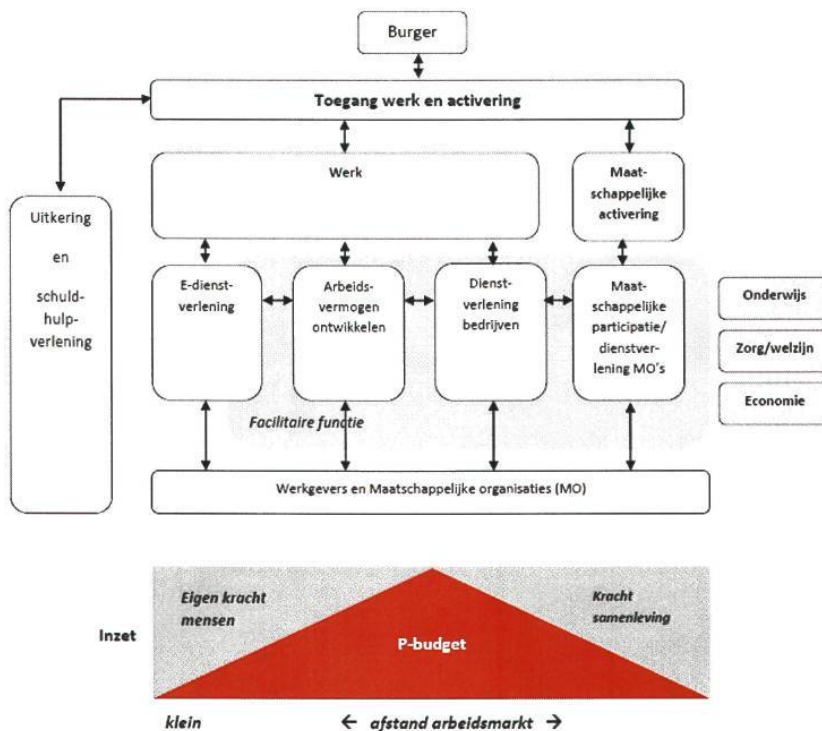 Burger
Toegang werk en activering
Werk
Maat-
schappelijke
activering
Uitkering
en
schuld-
hulp-
verlening
E-dienst-
verlening
Arbeids-
vermogen
ontwikkelen
Dienst-
verlening
bedrijven
Maat-
schappelijke
participatie/
dienstver-
lening MO's
Onderwijs
Zorg/welzijn
Economie
Facilitaire functie
Werkgevers en Maatschappelijke organisaties (MO)
Eigen kracht
mensen
Kracht
samenleving
Inzet
P-budget
klein ← afstand arbeidsmarkt →